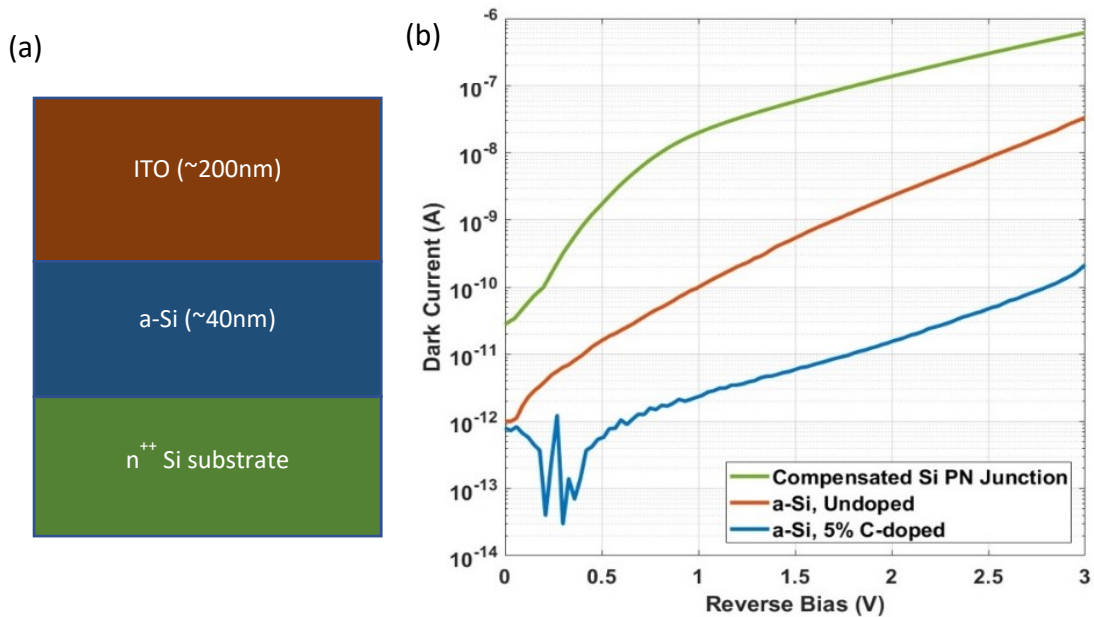 (a)
ITO (~200nm)
a-Si (~40nm)
n++ Si substrate
(b)
Dark Current (A)
-6
10
10-7
10-8
10-9
10-10
10-11
10-12
10-13
10-14
0
0.5
1
1.5
2
2.5
3
Reverse Bias (V)
Compensated Si PN Junction
a-Si, Undoped
a-Si, 5% C-doped